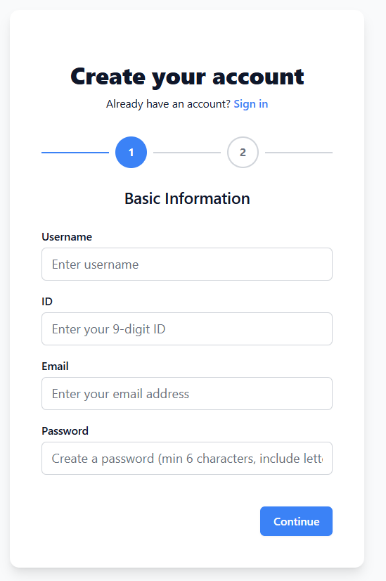 Create your account
Already have an account? Sign in
1 2
Basic Information
Username
Enter username
ID
Enter your 9-digit ID
Email
Enter your email address
Password
Create a password (min 6 characters, include lett
Continue